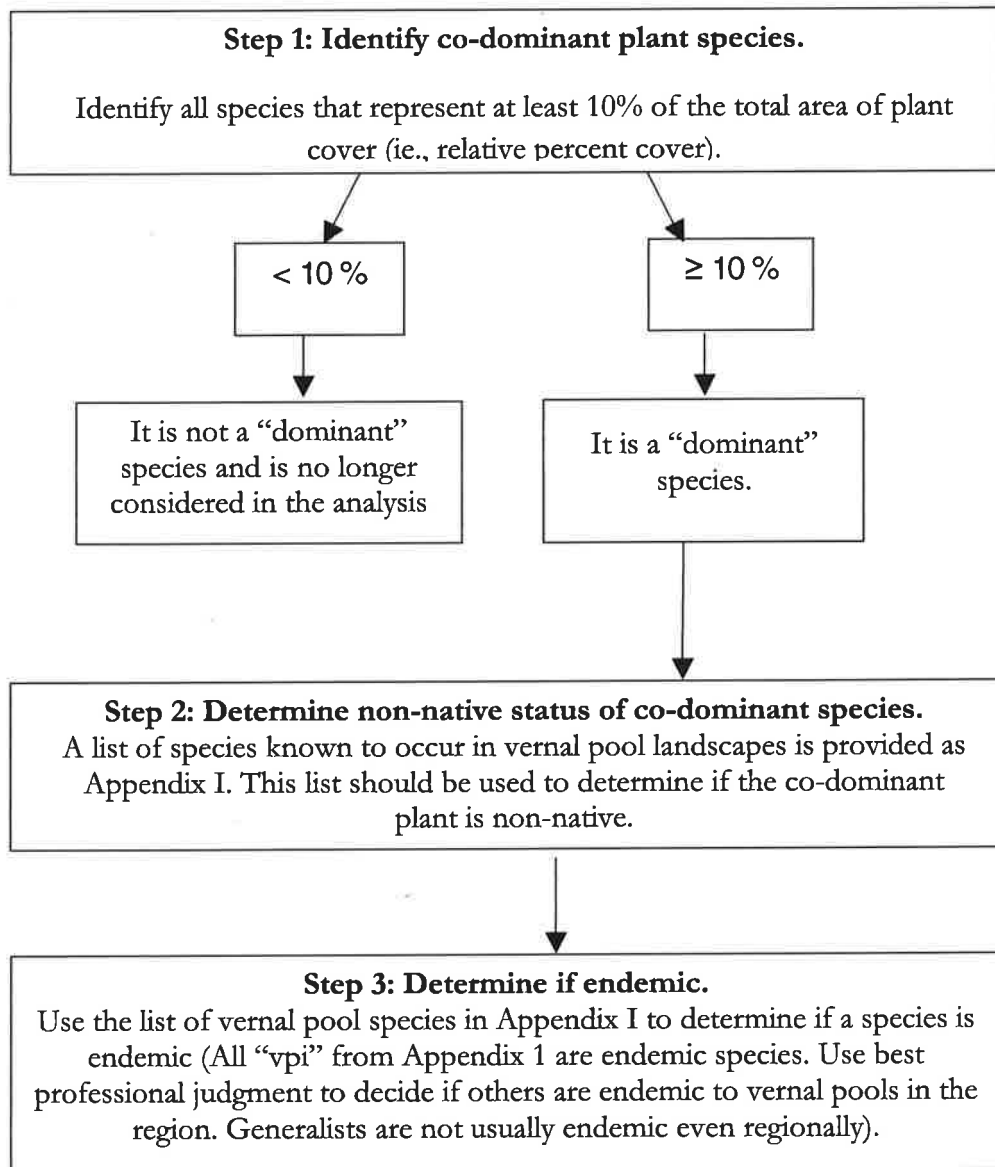 Step 1: Identify co-dominant plant species.
Identify all species that represent at least 10% of the total area of plant
cover (ie., relative percent cover).
< 10 %
≥ 10 %
It is not a “dominant”
species and is no longer
considered in the analysis
It is a “dominant”
species.
Step 2: Determine non-native status of co-dominant species.
A list of species known to occur in vernal pool landscapes is provided as
Appendix I. This list should be used to determine if the co-dominant
plant is non-native.
Step 3: Determine if endemic.
Use the list of vernal pool species in Appendix I to determine if a species is
endemic (All “vpi” from Appendix 1 are endemic species. Use best
professional judgment to decide if others are endemic to vernal pools in the
region. Generalists are not usually endemic even regionally).